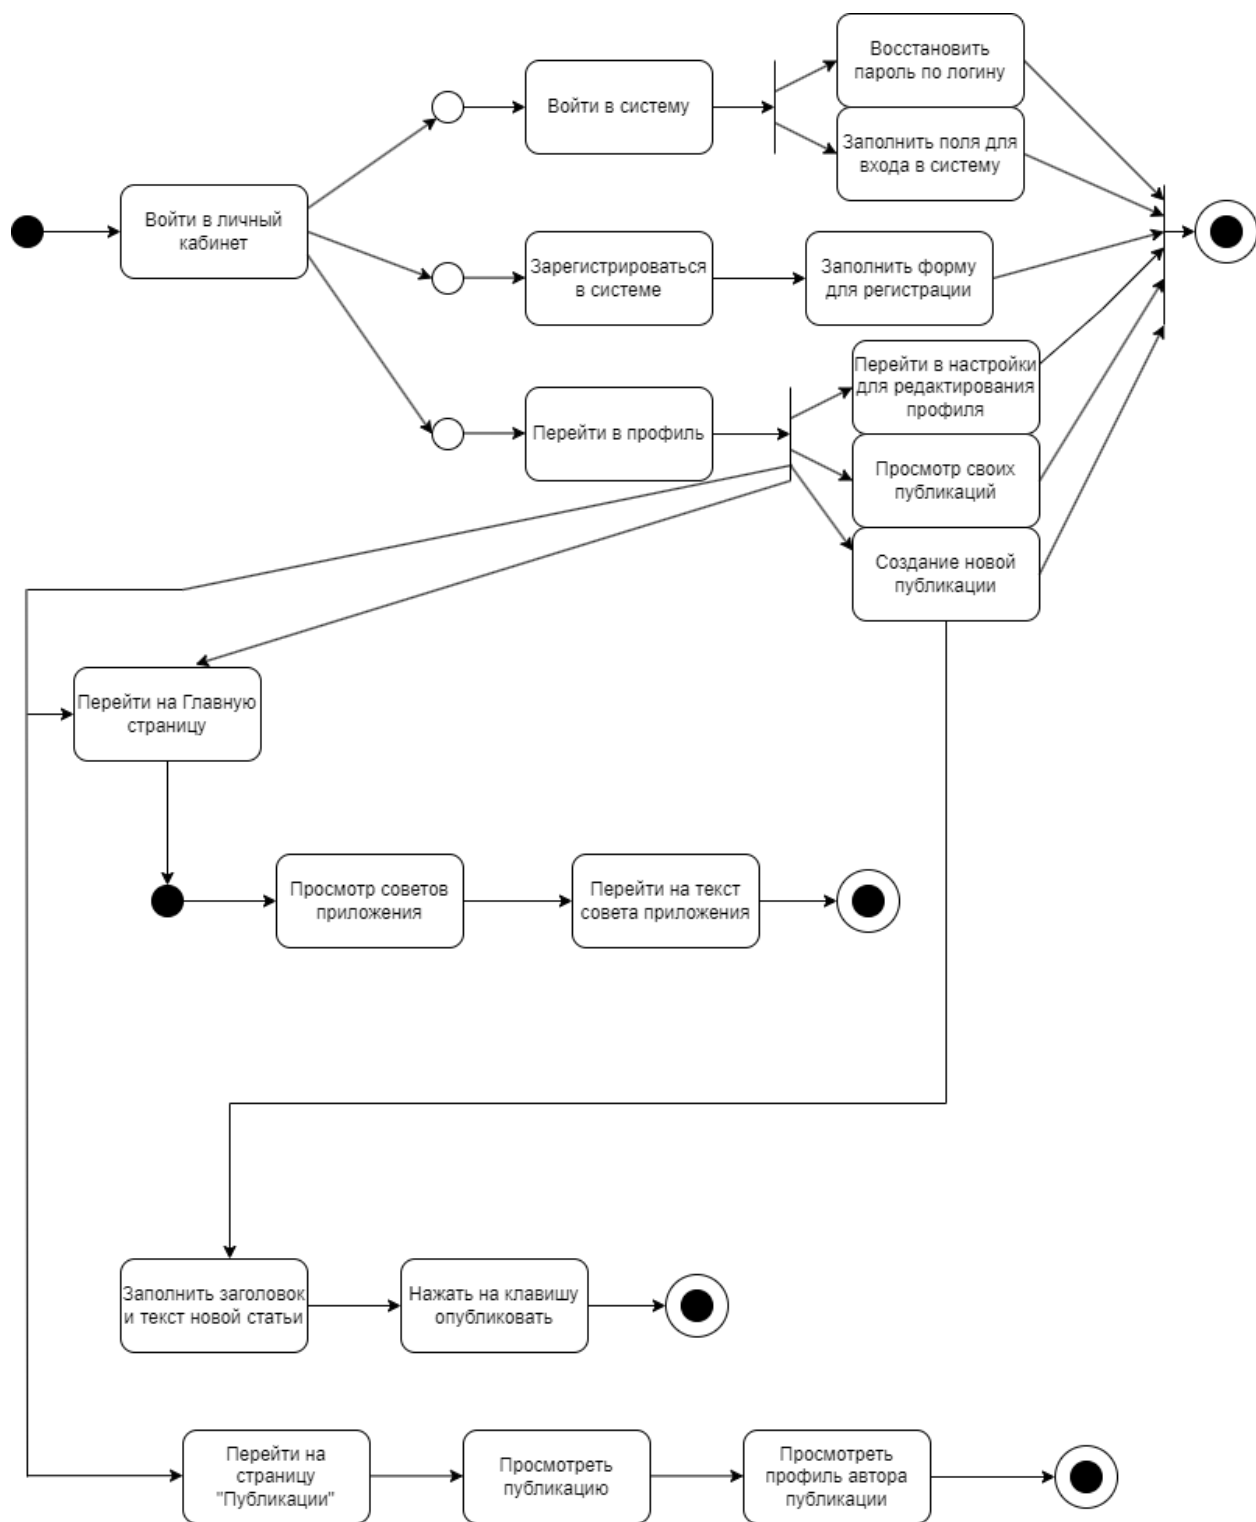 Восстановить
пароль по логину
Войти в систему
Заполнить поля для
входа в систему
Войти в личный
кабинет
Зарегистрироваться
в системе
Заполнить форму
для регистрации
Перейти в настройки
для редактирования
профиля
Перейти в профиль
Просмотр своих
публикаций
Создание новой
публикации
Перейти на Главную
страницу
Просмотр советов
приложения
Перейти на текст
совета приложения
Заполнить заголовок
и текст новой статьи
Нажать на клавишу
опубликовать
Перейти на
страницу
"Публикации"
Просмотреть
публикацию
Просмотреть
профиль автора
публикации